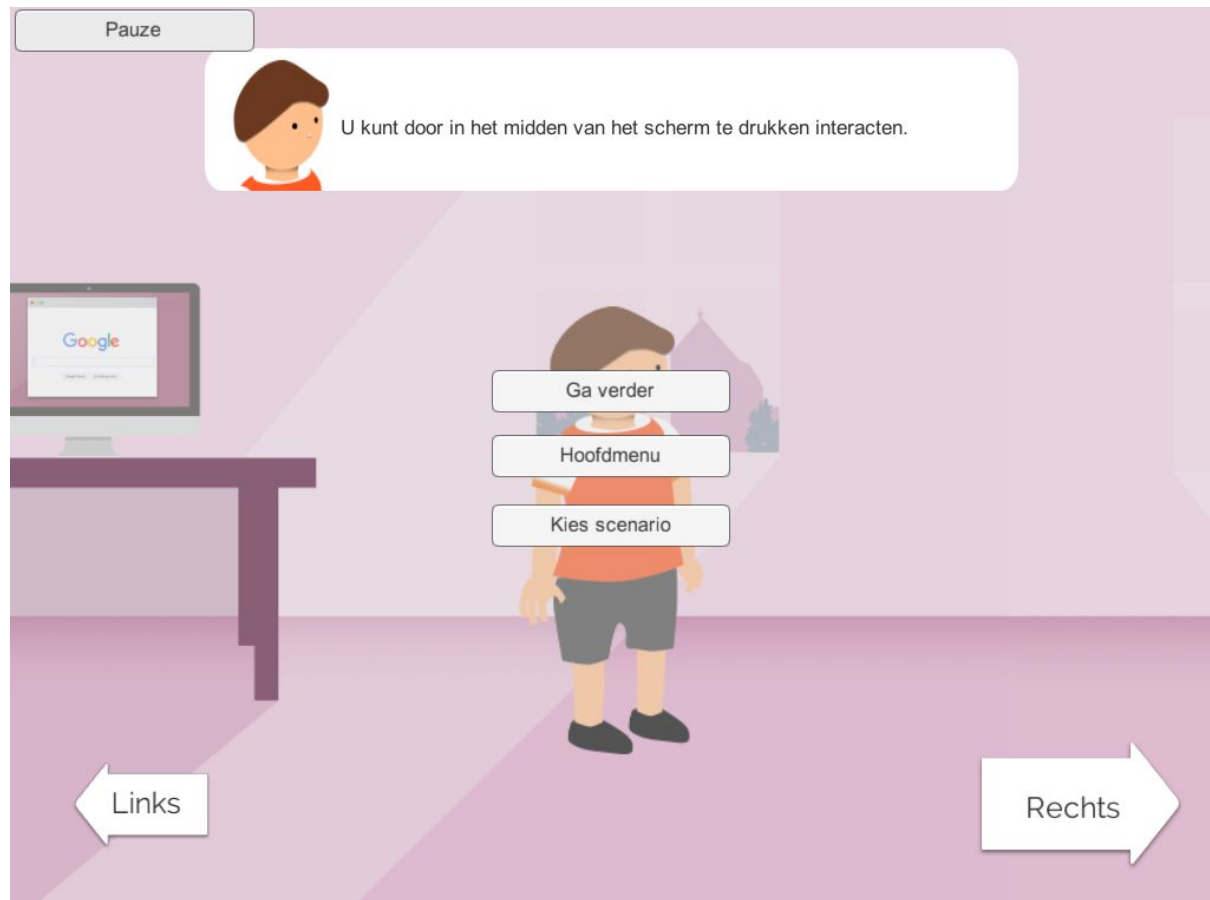 Pauze
U kunt door in het midden van het scherm te drukken interacten.
Google
Ga verder
Hoofdmenu
Kies scenario
Links
Rechts